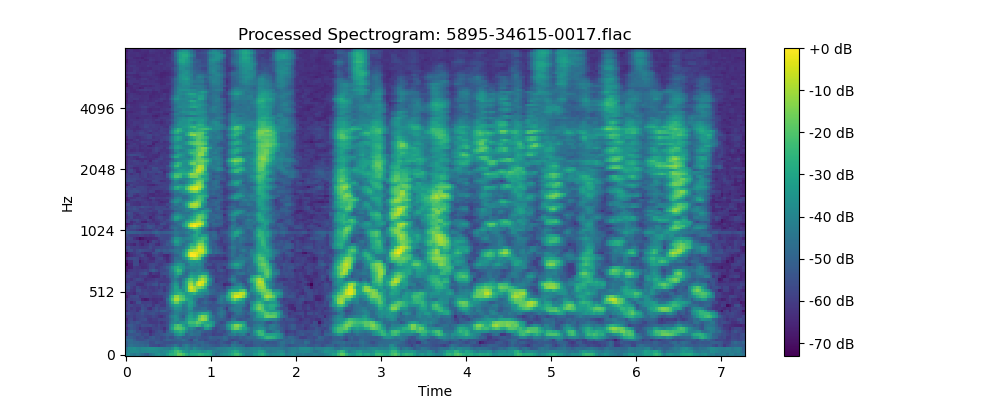 Processed Spectrogram: 5895-34615-0017.flac
Hz
4096
2048
1024
512
0
0 1 2 3 4 5 6 7
Time
+0 dB
-10 dB
-20 dB
-30 dB
-40 dB
-50 dB
-60 dB
-70 dB